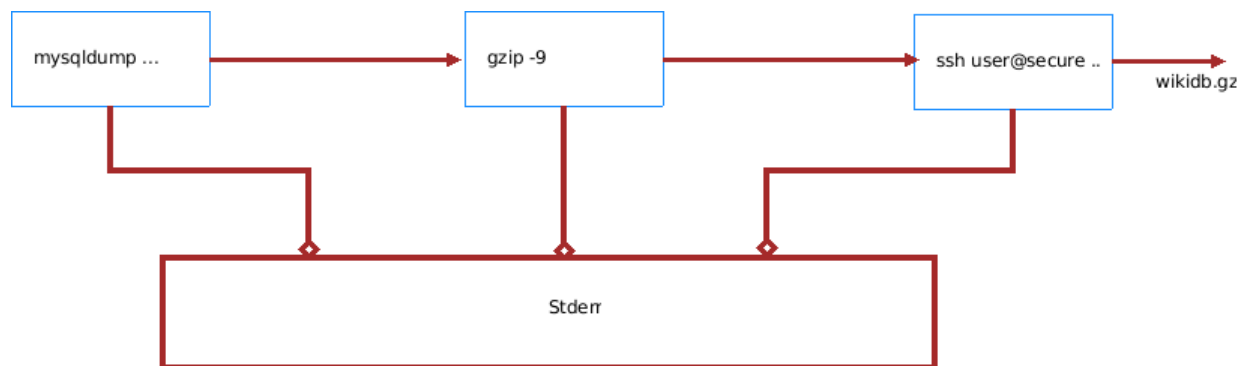 mysqldump ...
gzip -9
ssh user@secure ..
wikidb.gz
Stderr